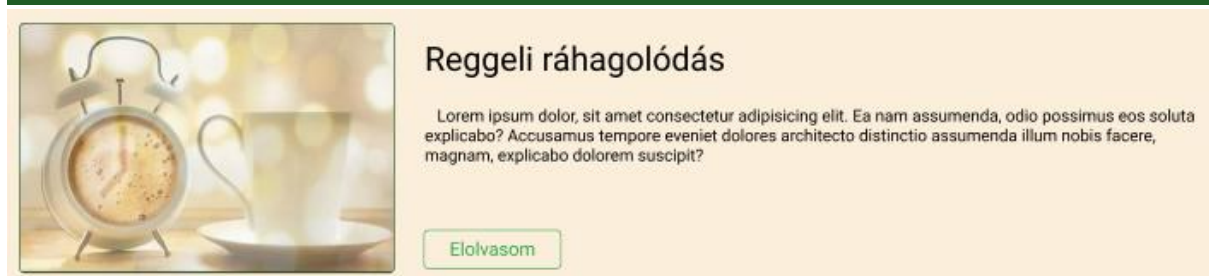 Reggeli ráhagolódás
Lorem ipsum dolor, sit amet consectetur adipisicing elit. Ea nam assumenda, odio possimus eos soluta
explicabo? Accusamus tempore eveniet dolores architecto distinctio assumenda illum nobis facere,
magnam, explicabo dolorem suscipit?
Elolvasom